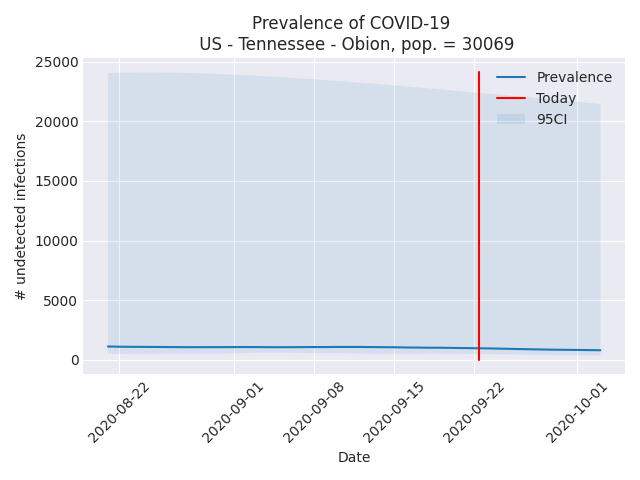 Prevalence of COVID-19
US - Tennessee - Obion, pop. = 30069
25000
20000
15000
10000
5000
0
# undetected infections
Prevalence
Today
95CI
2020-08-22
2020-09-01
2020-09-08
2020-09-15
2020-09-22
2020-10-01
Date